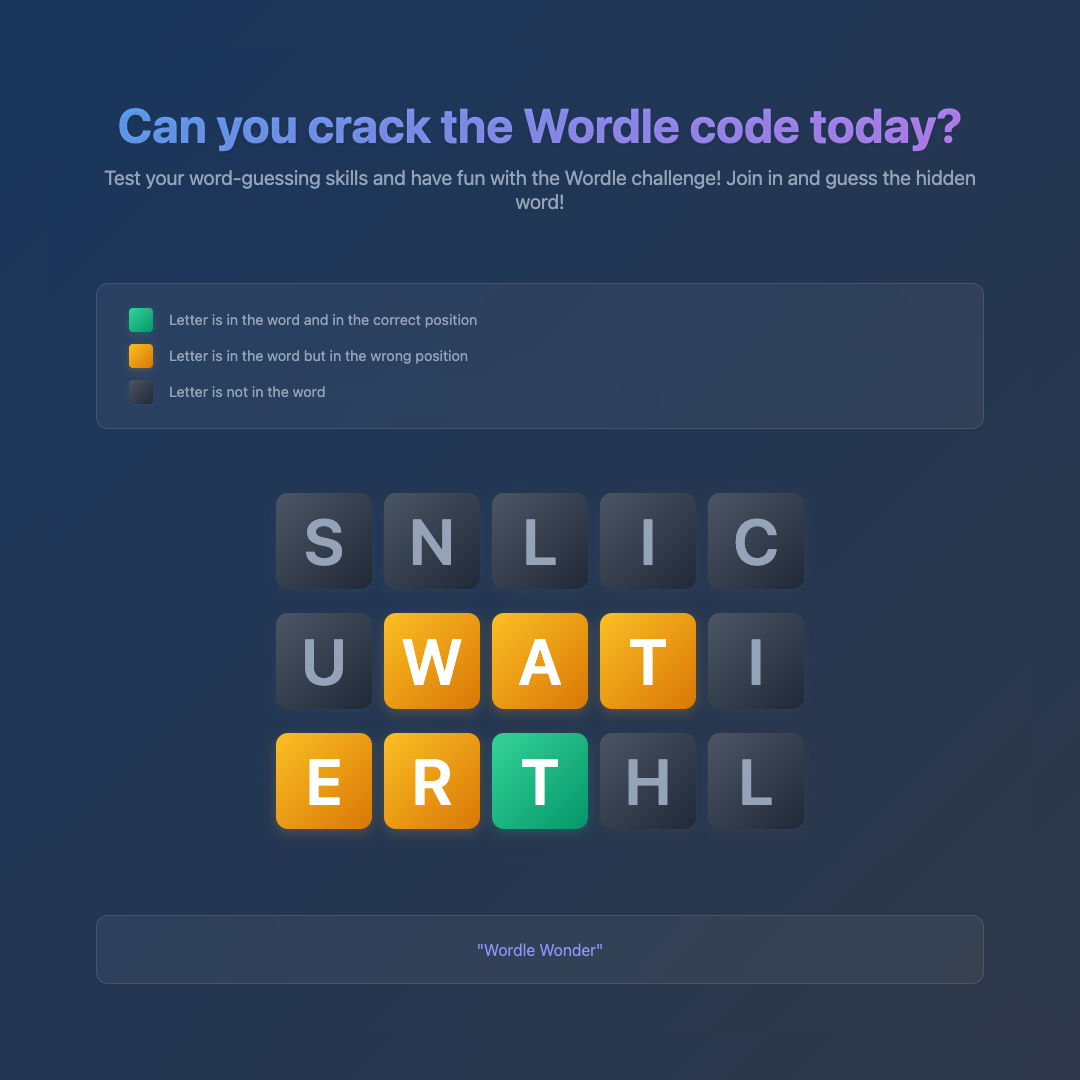 Can you crack the Wordle code today?
Test your word-guessing skills and have fun with the Wordle challenge! Join in and guess the hidden
word!
Letter is in the word and in the correct position
Letter is in the word but in the wrong position
Letter is not in the word
S N L I C
U W A T I
E R T H L
"Wordle Wonder"